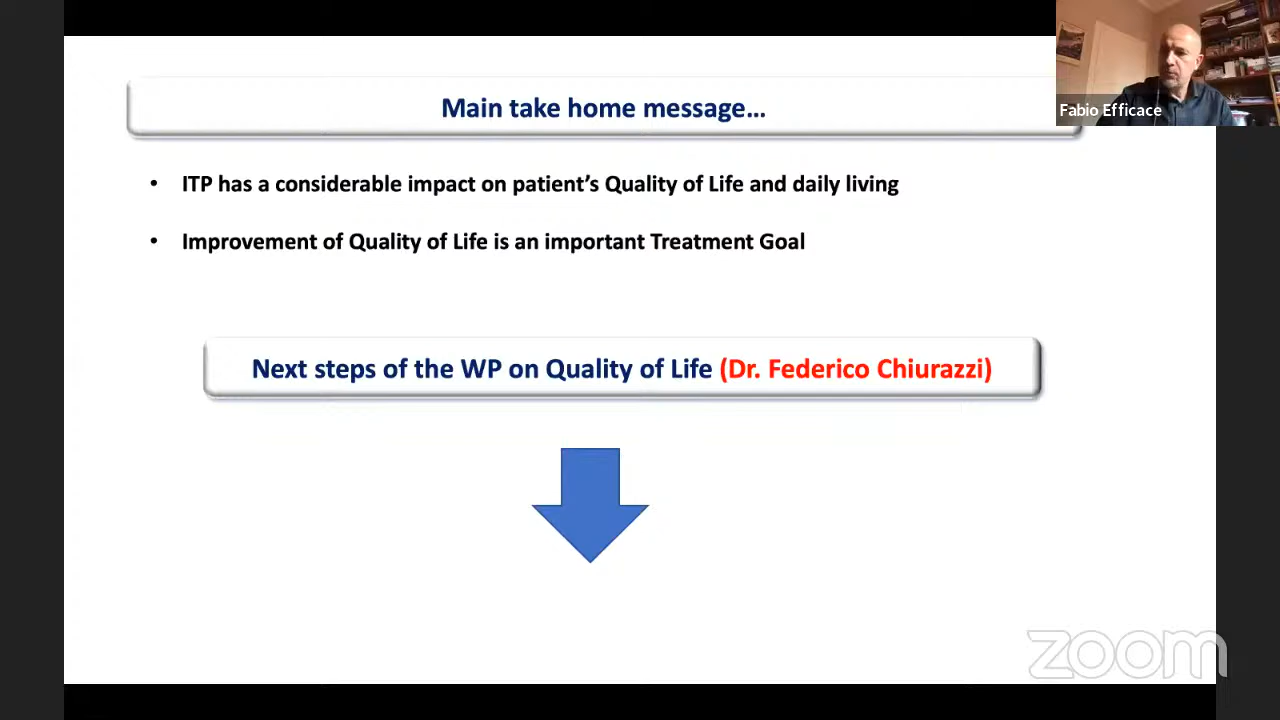 Main take home message...
Fabio Efficace
• ITP has a considerable impact on patient's Quality of Life and daily living
• Improvement of Quality of Life is an important Treatment Goal
Next steps of the WP on Quality of Life (Dr. Federico Chiurazzi)
zoom